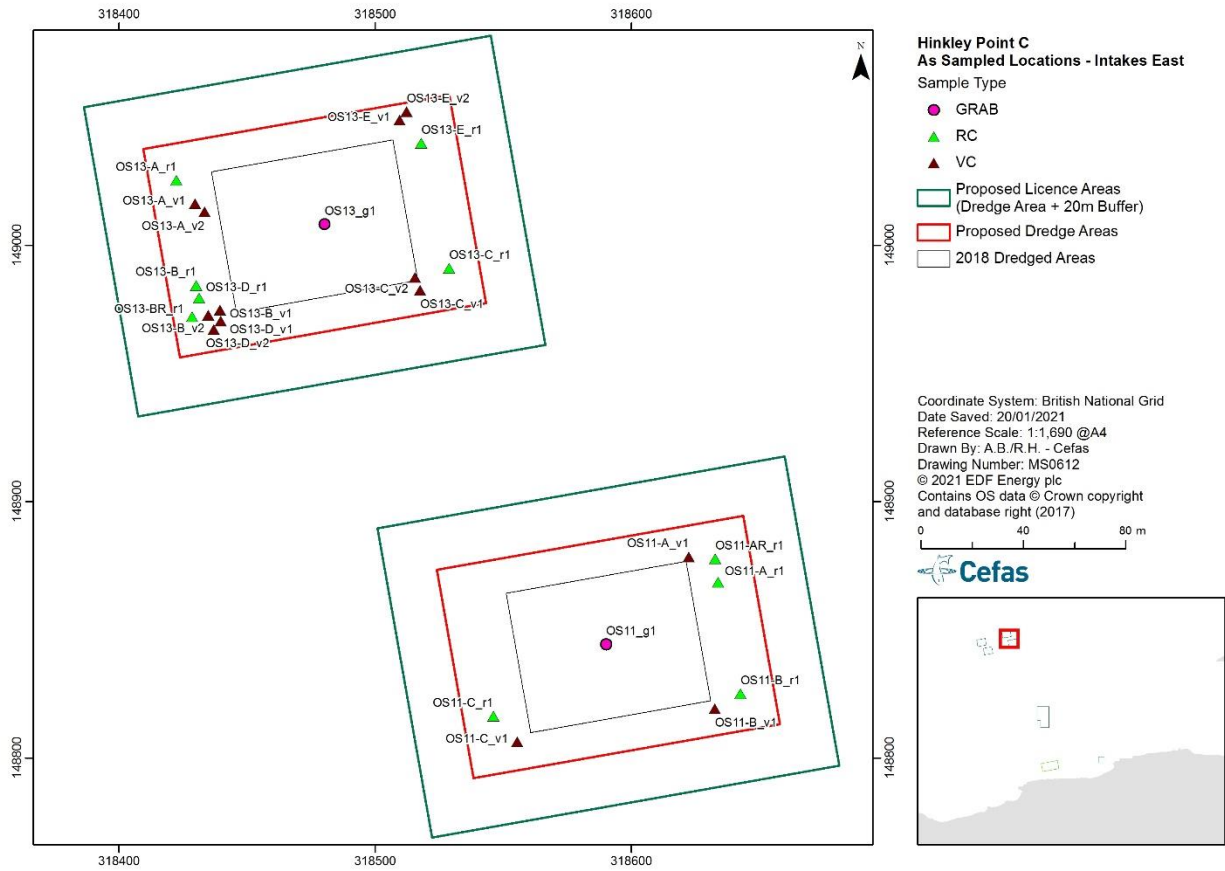 318400
318500
318600
149000
148900
148800
OS13-E_v2
OS13-E_v1
OS13-E_r1
OS13-A_r1
OS13-A_v1
OS13-A_v2
OS13_g1
OS13-C_r1
OS13-B_r1
OS13-D_r1
OS13-C_v2
OS13-C_v1
OS13-BR_r1
OS13-B_v1
OS13-B_v2
OS13-D_v1
OS13-D_v2
OS11-A_v1
OS11-AR_r1
OS11-A_r1
OS11_g1
OS11-B_r1
OS11-C_r1
OS11-B_v1
OS11-C_v1
149000
148900
148800
318400
318500
318600
N
Hinkley Point C
As Sampled Locations - Intakes East
Sample Type
GRAB
RC
VC
Proposed Licence Areas
(Dredge Area + 20m Buffer)
Proposed Dredge Areas
2018 Dredged Areas
Coordinate System: British National Grid
Date Saved: 20/01/2021
Reference Scale: 1:1,690 @A4
Drawn By: A.B./R.H. - Cefas
Drawing Number: MS0612
© 2021 EDF Energy plc
Contains OS data © Crown copyright
and database right (2017)
0 40 80 m
Cefas